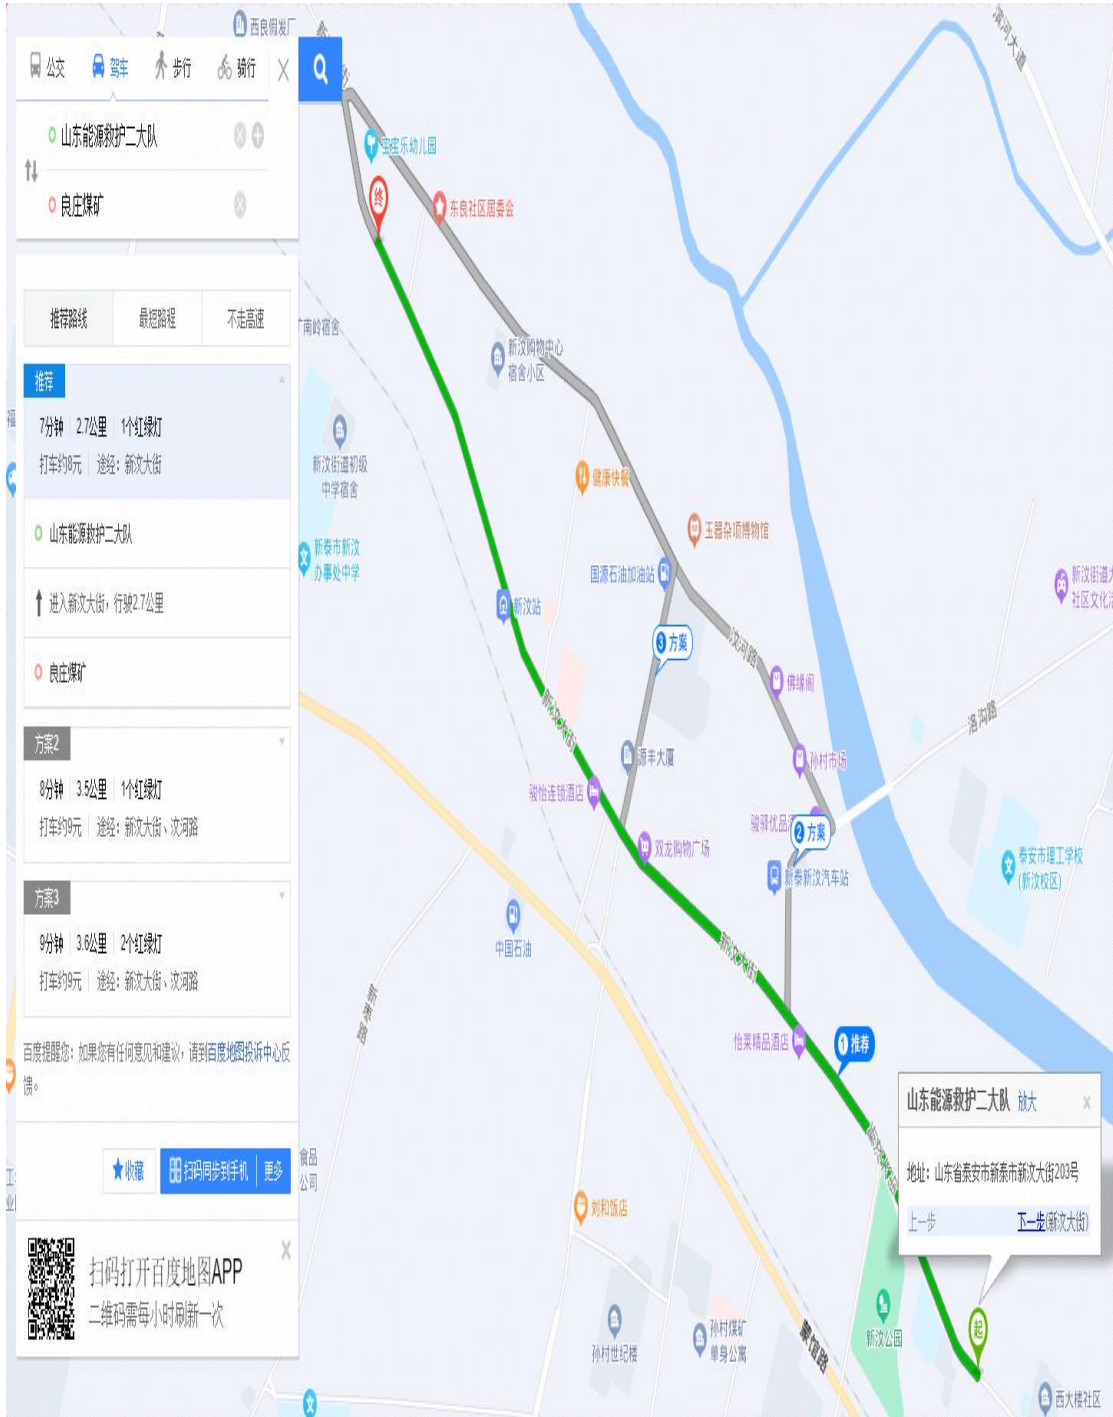 公交
驾车
步行
骑行
山东能源救护二大队
良庄煤矿
推荐路线
最短路程
不走高速
推荐
7分钟 2.7公里 1个红绿灯
打车约8元 途经：新汶大街
山东能源救护二大队
进入新汶大街，行驶2.7公里
良庄煤矿
方案2
8分钟 3.5公里 1个红绿灯
打车约9元 途经：新汶大街、汶河路
方案3
9分钟 3.6公里 2个红绿灯
打车约9元 途经：新汶大街、汶河路
百度提醒您：如果您有任何意见和建议，请到百度地图投诉中心反
馈。
收藏
扫码同步到手机
更多
扫码打开百度地图APP
二维码需每小时刷新一次
西良假发厂
滨河大道
宝宝乐幼儿园
终
东良社区居委会
南岭宿舍
新汶购物中心
宿舍小区
新汶街道初级
中学宿舍
健康快餐
玉器杂项博物馆
新泰市新汶
办事处中学
国源石油加油站
新汶街道
社区文化
新汶站
3 方案
汶河路
佛缘阁
新汶大街
洛沟路
源丰大厦
孙村市场
骏怡连锁酒店
骏驿优品
2 方案
双龙购物广场
新泰新汶汽车站
泰安市理工学校
(新汶校区)
中国石油
新汶大街
新枣路
怡莱精品酒店
1 推荐
山东能源救护二大队 放大
地址：山东省泰安市新泰市新汶大街203号
上一步
下一步(新汶大街)
食品
公司
刘和饭店
新汶公园
起
孙村世纪楼
孙村煤矿
单身公寓
蒙馆路
西大楼社区